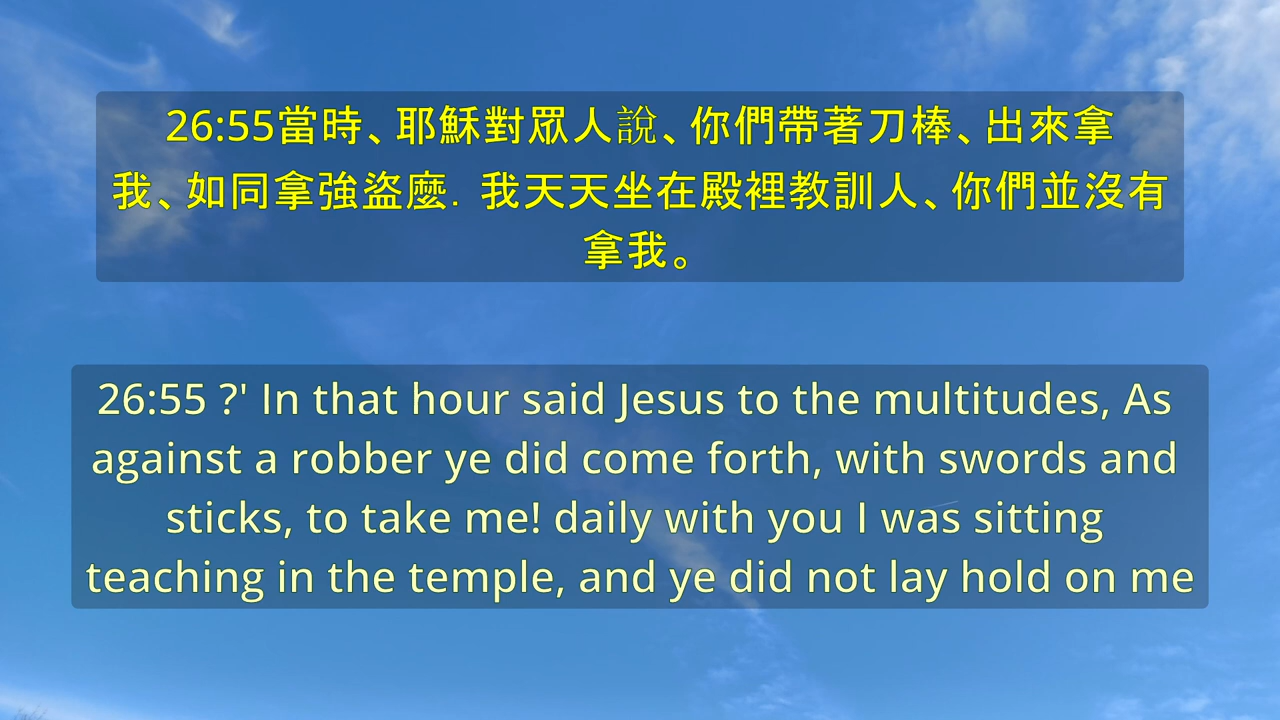 26:55當時、耶穌對眾人說、你們帶著刀棒、出來拿
我、如同拿強盜麼． 我天天坐在殿裡教訓人、你們並沒有
拿我。
26:55 ?' In that hour said Jesus to the multitudes, As
against a robber ye did come forth, with swords and
sticks, to take me! daily with you I was sitting
teaching in the temple, and ye did not lay hold on me